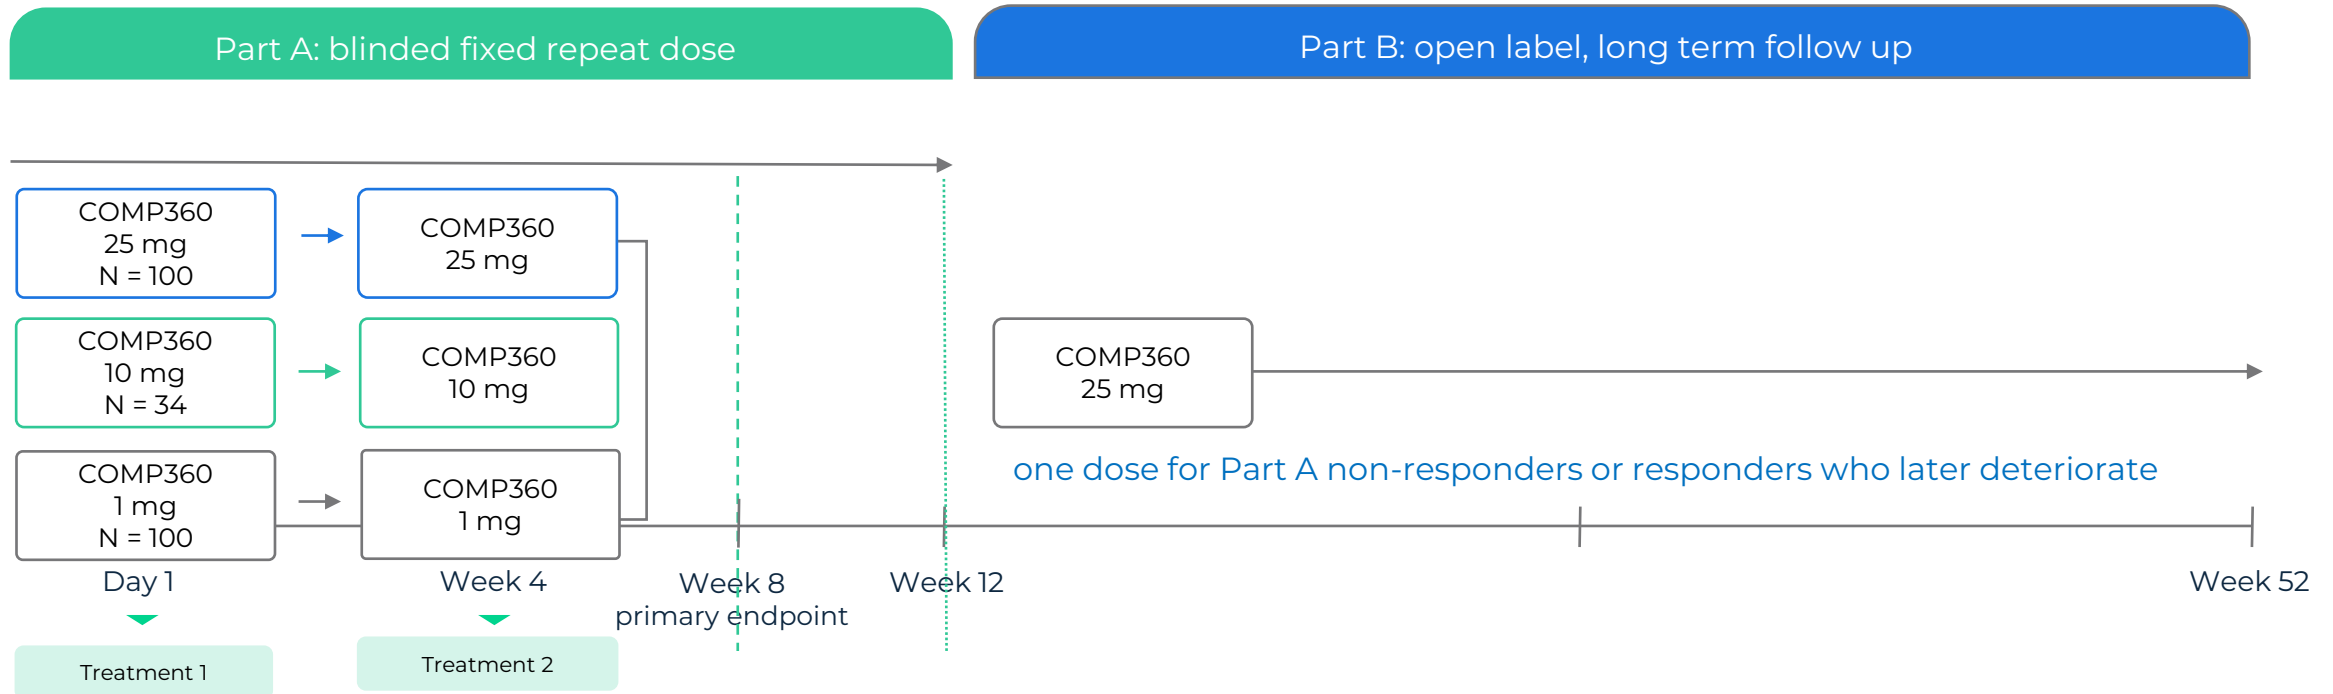 Part A: blinded fixed repeat dose
Part B: open label, long term follow up
COMP360
25 mg
N = 100
COMP360
25 mg
COMP360
10 mg
N = 34
COMP360
10 mg
COMP360
25 mg
COMP360
1 mg
N = 100
COMP360
1 mg
one dose for Part A non-responders or responders who later deteriorate
Day 1
Week 4
Week 8
primary endpoint
Week 12
Week 52
Treatment 1
Treatment 2